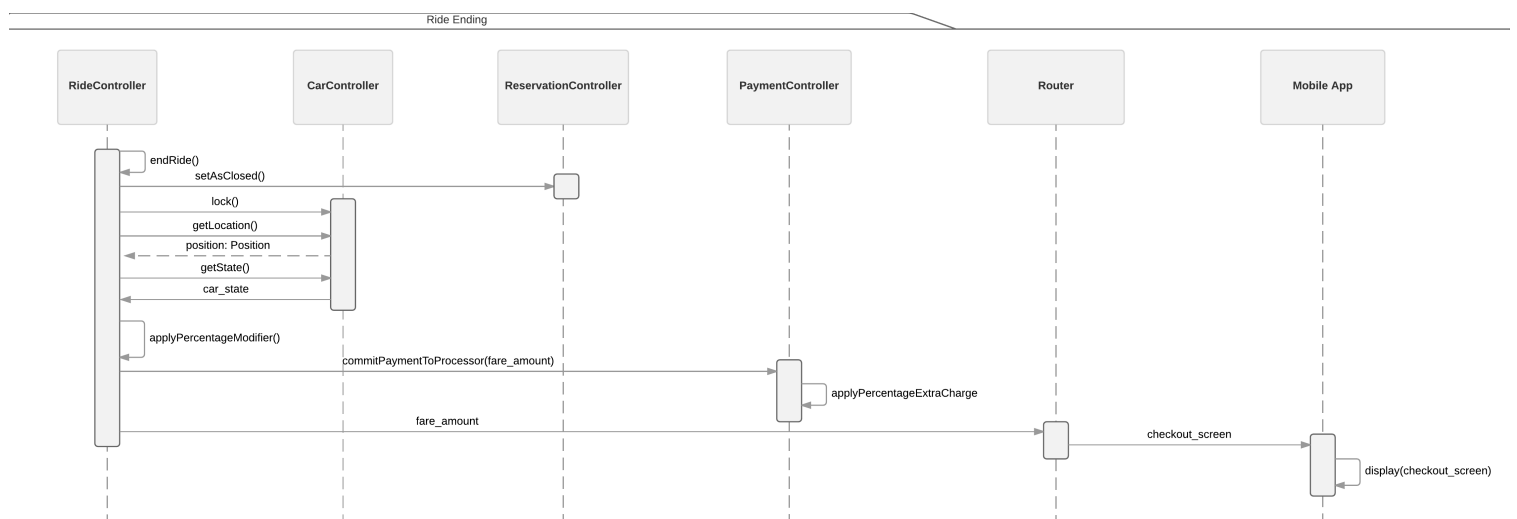 Ride Ending
RideController
CarController
ReservationController
PaymentController
Router
Mobile App
endRide()
setAsClosed()
lock()
getLocation()
position: Position
getState()
car_state
applyPercentageModifier()
commitPaymentToProcessor(fare_amount)
applyPercentageExtraCharge
fare_amount
checkout_screen
display(checkout_screen)